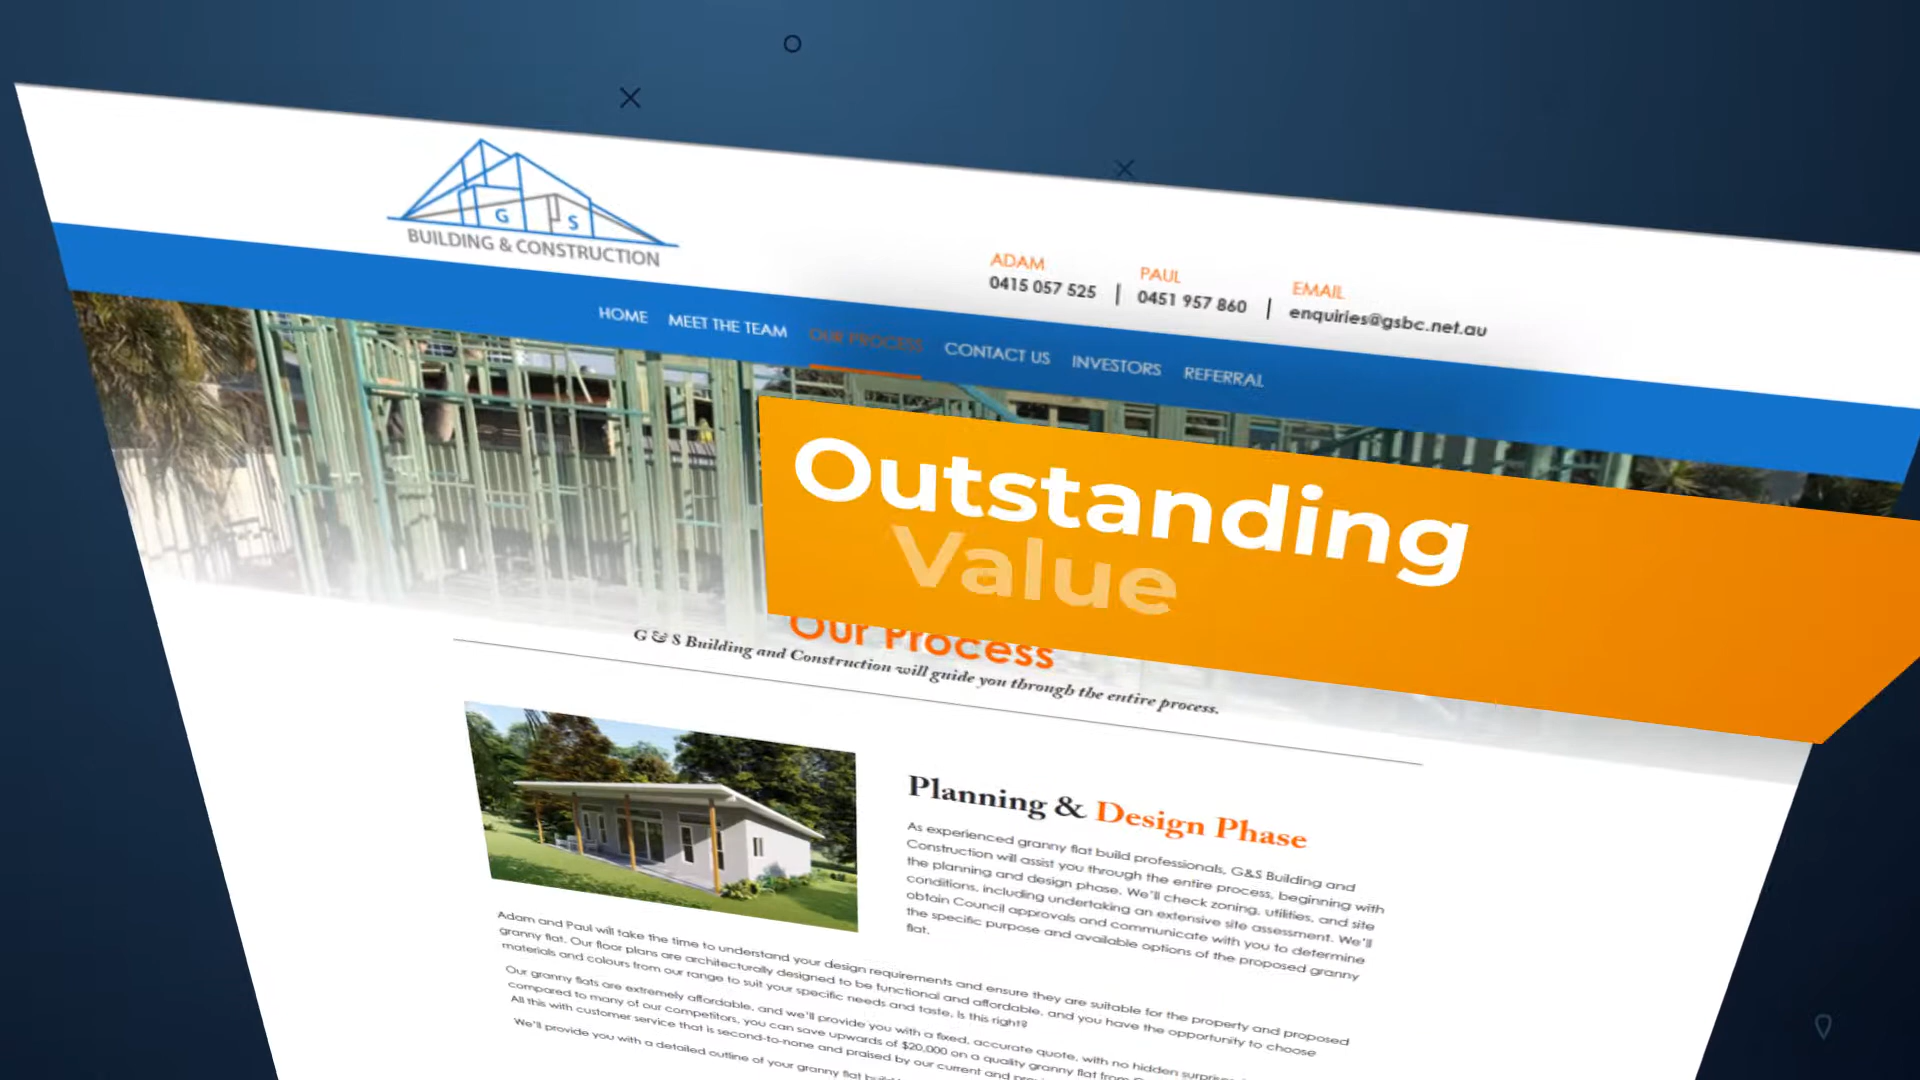 G S
BUILDING & CONSTRUCTION
ADAM
0415 057 525
PAUL
0451 957 860
EMAIL
enquiries@gsbc.net.au
HOME MEET THE TEAM OUR PROCESS CONTACT US INVESTORS REFERRAL
Outstanding
Value
Our Process
G & S Building and Construction will guide you through the entire process.
Planning & Design Phase
As experienced granny flat build professionals, G&S Building and
Construction will assist you through the entire process, beginning with
the planning and design phase. We'll check zoning, utilities, and site
conditions, including undertaking an extensive site assessment. We'll
obtain Council approvals and communicate with you to determine
the specific purpose and available options of the proposed granny
flat.
Adam and Paul will take the time to understand your design requirements and ensure they are suitable for the property and proposed
granny flat. Our floor plans are architecturally designed to be functional and affordable, and you have the opportunity to choose
materials and colours from our range to suit your specific needs and taste. Is this right?
Our granny flats are extremely affordable, and we'll provide you with a fixed, accurate quote, with no hidden
compared to many of our competitors, you can save upwards of $20,000 on a quality granny flat from
All this with customer service that is second-to-none and praised by our current and
We'll provide you with a detailed outline of your granny flat